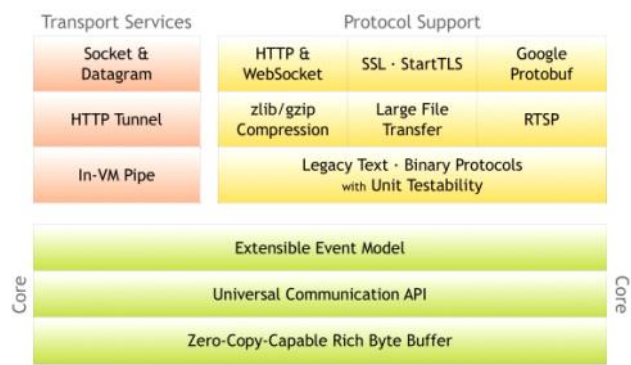 Transport Services
Protocol Support
Socket &
Datagram
HTTP &
WebSocket
SSL · StartTLS
Google
Protobuf
HTTP Tunnel
zlib/gzip
Compression
Large File
Transfer
RTSP
In-VM Pipe
Legacy Text · Binary Protocols
with Unit Testability
Core
Extensible Event Model
Universal Communication API
Zero-Copy-Capable Rich Byte Buffer
Core